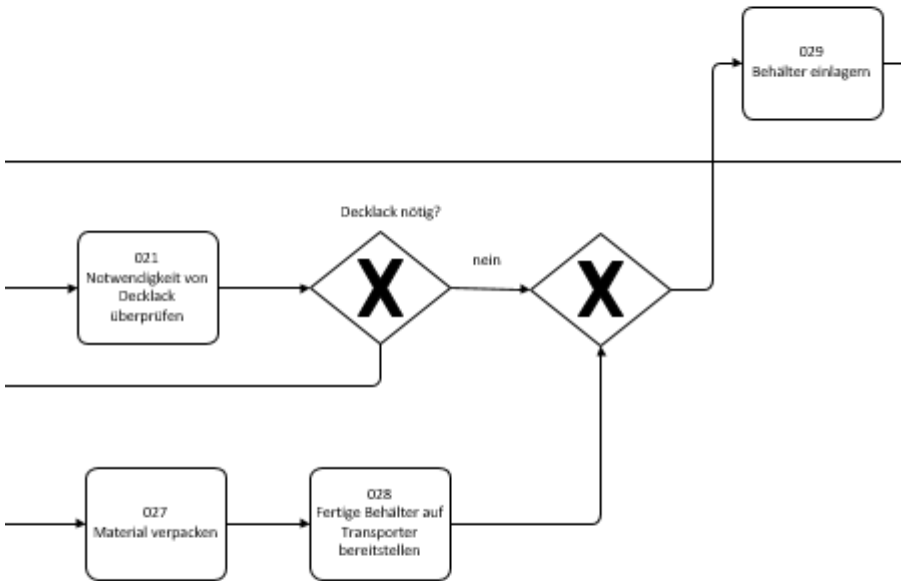 029
Behälter einlagern
Decklack nötig?
021
Notwendigkeit von
Decklack
überprüfen
X
nein
X
027
Material verpacken
028
Fertige Behälter auf
Transporter
bereitstellen